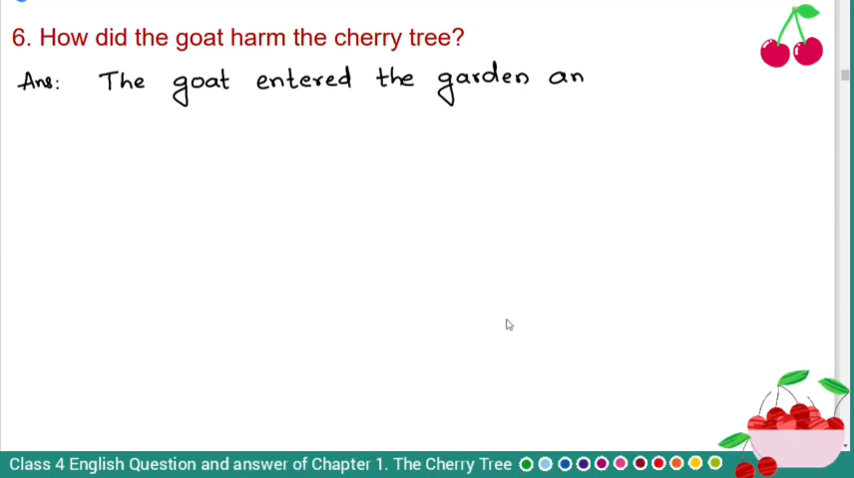 6. How did the goat harm the cherry tree?
Ans: The goat entered the garden an
Class 4 English Question and answer of Chapter 1. The Cherry Tree